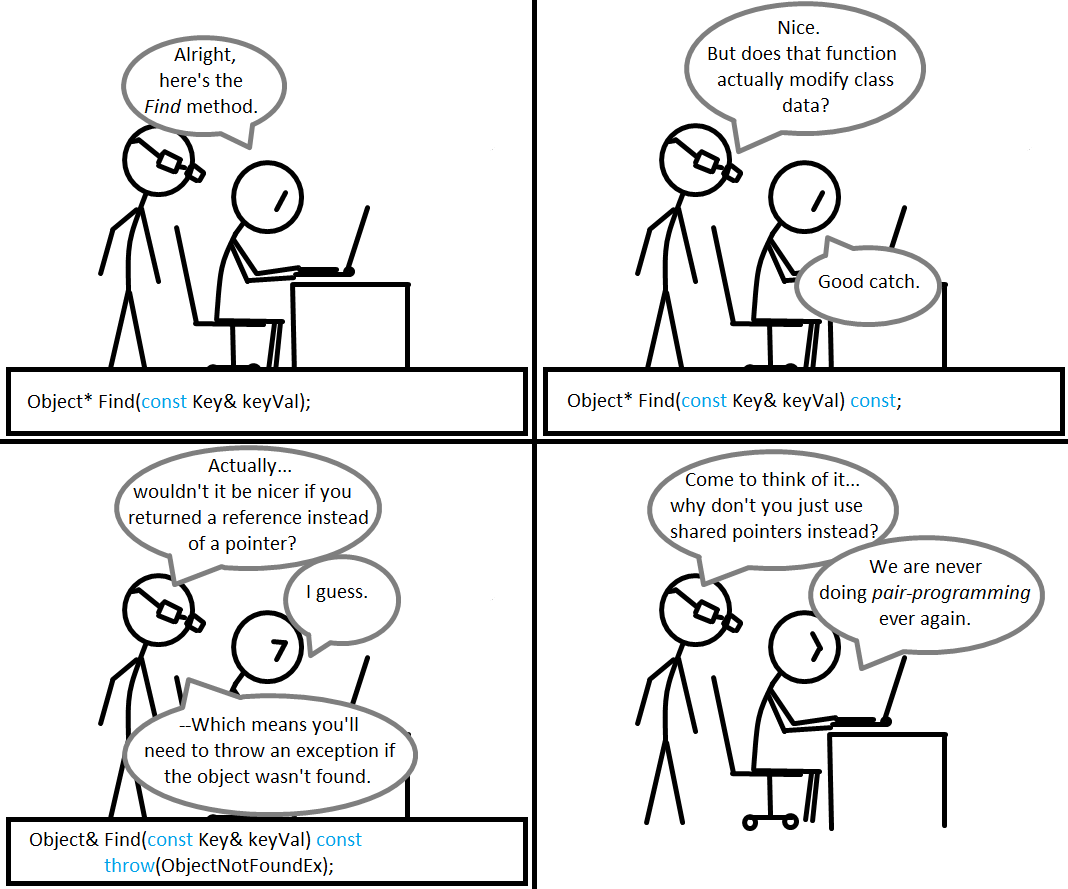 Alright,
here's the
Find method.
Object* Find(const Key& keyVal);
Nice.
But does that function
actually modify class
data?
Good catch.
Object* Find(const Key& keyVal) const;
Actually...
wouldn't it be nicer if you
returned a reference instead
of a pointer?
I guess.
--Which means you'll
need to throw an exception if
the object wasn't found.
Object& Find(const Key& keyVal) const
throw(ObjectNotFoundEx);
Come to think of it...
why don't you just use
shared pointers instead?
We are never
doing pair-programming
ever again.